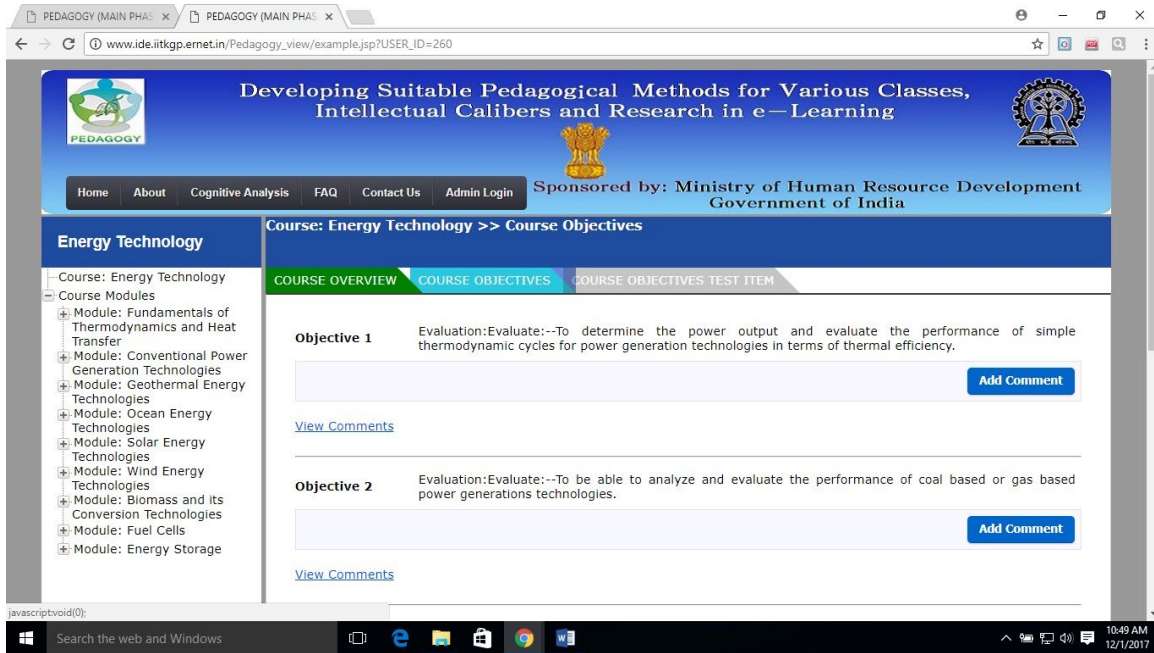 PEDAGOGY (MAIN PHAS
PEDAGOGY (MAIN PHAS
www.ide.iitkgp.ernet.in/Pedagogy_view/example.jsp?USER_ID=260
Developing Suitable Pedagogical Methods for Various Classes,
Intellectual Calibers and Research in e-Learning
PEDAGOGY
Home About Cognitive Analysis FAQ Contact Us Admin Login
Sponsored by: Ministry of Human Resource Development
Government of India
Energy Technology
Course: Energy Technology >> Course Objectives
COURSE OVERVIEW COURSE OBJECTIVES COURSE OBJECTIVES TEST ITEM
Course: Energy Technology
Course Modules
Module: Fundamentals of
Thermodynamics and Heat
Transfer
Module: Conventional Power
Generation Technologies
Module: Geothermal Energy
Technologies
Module: Ocean Energy
Technologies
Module: Solar Energy
Technologies
Module: Wind Energy
Technologies
Module: Biomass and its
Conversion Technologies
Module: Fuel Cells
Module: Energy Storage
Objective 1
Evaluation:Evaluate:--To determine the power output and evaluate the performance of simple
thermodynamic cycles for power generation technologies in terms of thermal efficiency.
Add Comment
View Comments
Objective 2
Evaluation:Evaluate:--To be able to analyze and evaluate the performance of coal based or gas based
power generations technologies.
Add Comment
View Comments
javascript:void(0);
Search the web and Windows
10:49 AM
12/1/2017